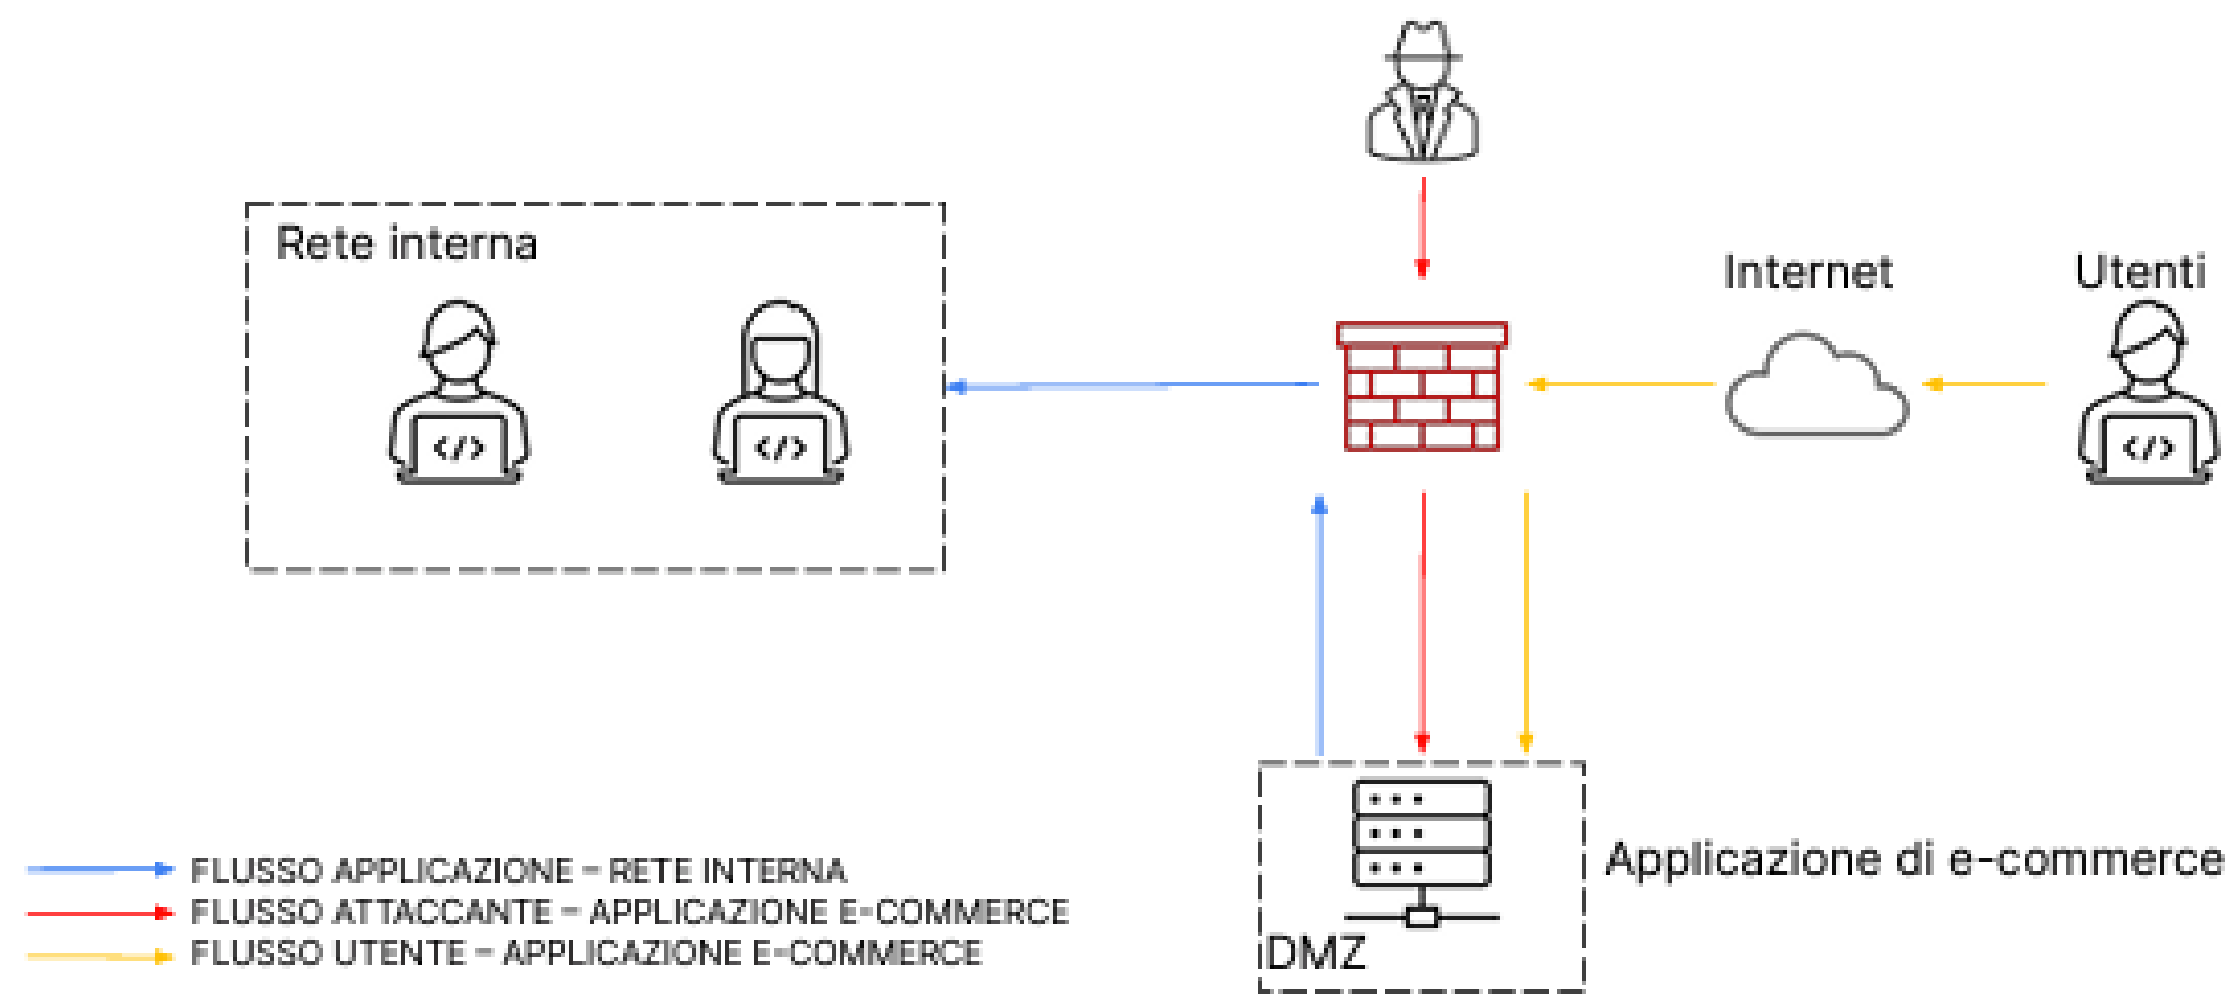 Rete interna
Internet
Utenti
</>
</>
</>
Applicazione di e-commerce
DMZ
FLUSSO APPLICAZIONE – RETE INTERNA
FLUSSO ATTACCANTE – APPLICAZIONE E-COMMERCE
FLUSSO UTENTE – APPLICAZIONE E-COMMERCE